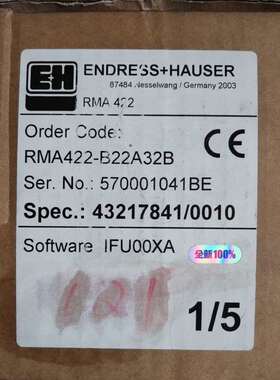 EH ENDRESS+HAUSER
87484 Nesselwang / Germany 2003
RMA 422
Order Code:
CE
RMA422-B22A32B
Ser. No.: 570001041BE
Spec.: 43217841/0010
Software IFU00XA
全新100%
1/5